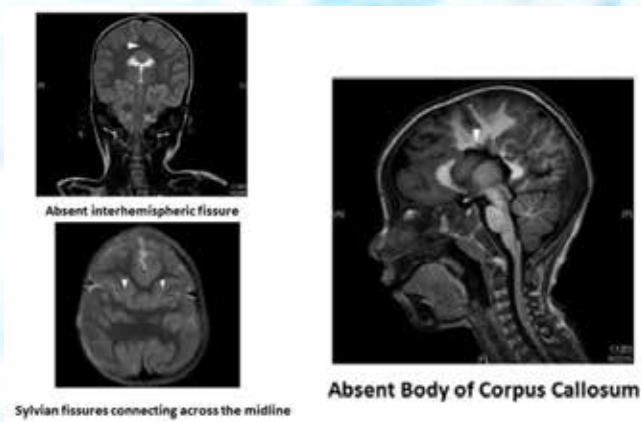 Absent interhemispheric fissure
Sylvian fissures connecting across the midline
Absent Body of Corpus Callosum